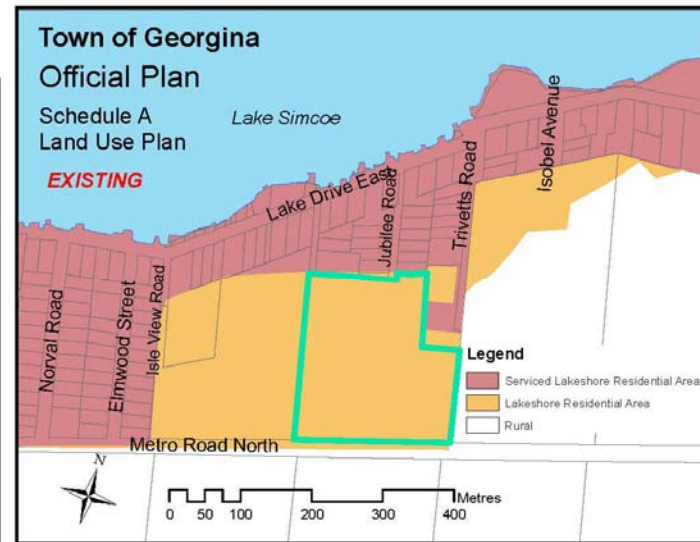 Town of Georgina
Official Plan
Schedule A
Land Use Plan
EXISTING
Lake Simcoe
Isobel Avenue
Lake Drive East
Jubilee Road
Trivetts Road
Isle View Road
Elmwood Street
Norval Road
Legend
Serviced Lakeshore Residential Area
Lakeshore Residential Area
Rural
Metro Road North
N
Metres
0 50 100 200 300 400